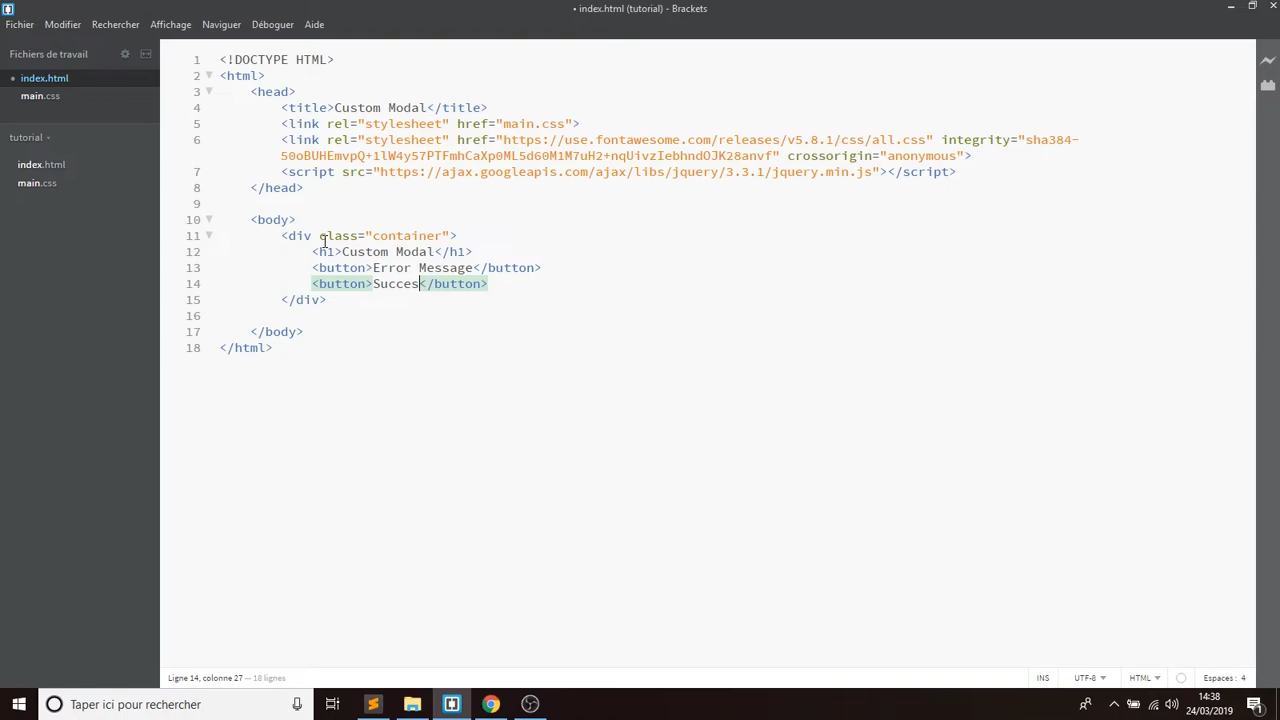 • index.html (tutorial) - Brackets
Fichier Modifier Rechercher Affichage Naviguer Déboguer Aide
Fichiers de travail
• index.html
main.css
tutorial
index.html
main.css
1 <!DOCTYPE HTML>
2 <html>
3 <head>
4 <title>Custom Modal</title>
5 <link rel="stylesheet" href="main.css">
6 <link rel="stylesheet" href="https://use.fontawesome.com/releases/v5.8.1/css/all.css" integrity="sha384-
50oBUHEmvpQ+1lW4y57PTFmhCaXp0ML5d60M1M7uH2+nqUivzIebhndOJK28anvf" crossorigin="anonymous">
7 <script src="https://ajax.googleapis.com/ajax/libs/jquery/3.3.1/jquery.min.js"></script>
8 </head>
9
10 <body>
11 <div class="container">
12 <h1>Custom Modal</h1>
13 <button>Error Message</button>
14 <button>Succes</button>
15 </div>
16
17 </body>
18 </html>
Ligne 14, colonne 27 — 18 lignes
INS UTF-8 HTML Espaces : 4
Taper ici pour rechercher
14:38
24/03/2019
1